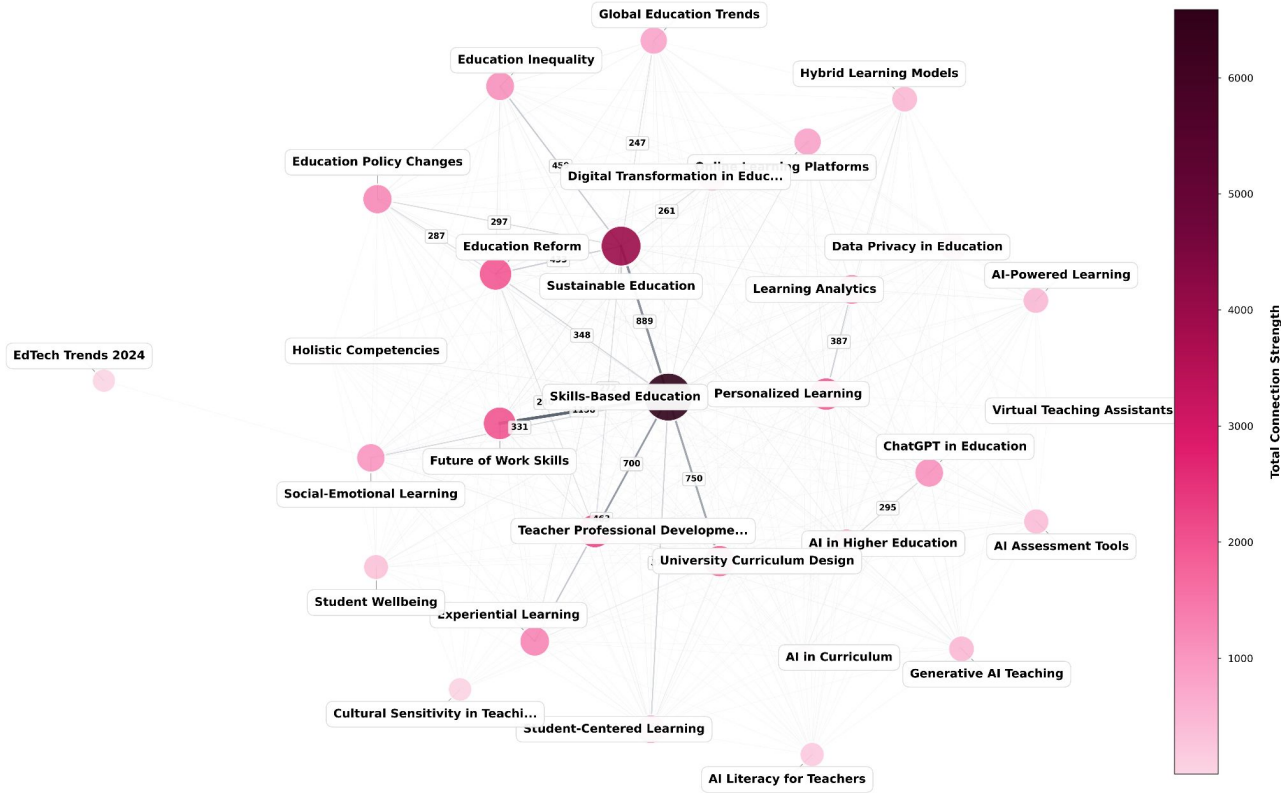 Global Education Trends
Education Inequality
Hybrid Learning Models
6000
247
Education Policy Changes
Learning Platforms
Digital Transformation in Educ...
5000
261
297
287
Education Reform
Data Privacy in Education
AI-Powered Learning
Sustainable Education
Learning Analytics
4000
889
348
387
Holistic Competencies
EdTech Trends 2024
Total Connection Strength
Skills-Based Education
Personalized Learning
Virtual Teaching Assistants
331
3000
ChatGPT in Education
Future of Work Skills
700
750
Social-Emotional Learning
295
Teacher Professional Developme...
AI in Higher Education
AI Assessment Tools
2000
University Curriculum Design
Student Wellbeing
Experiential Learning
AI in Curriculum
1000
Generative AI Teaching
Cultural Sensitivity in Teachi...
Student-Centered Learning
AI Literacy for Teachers